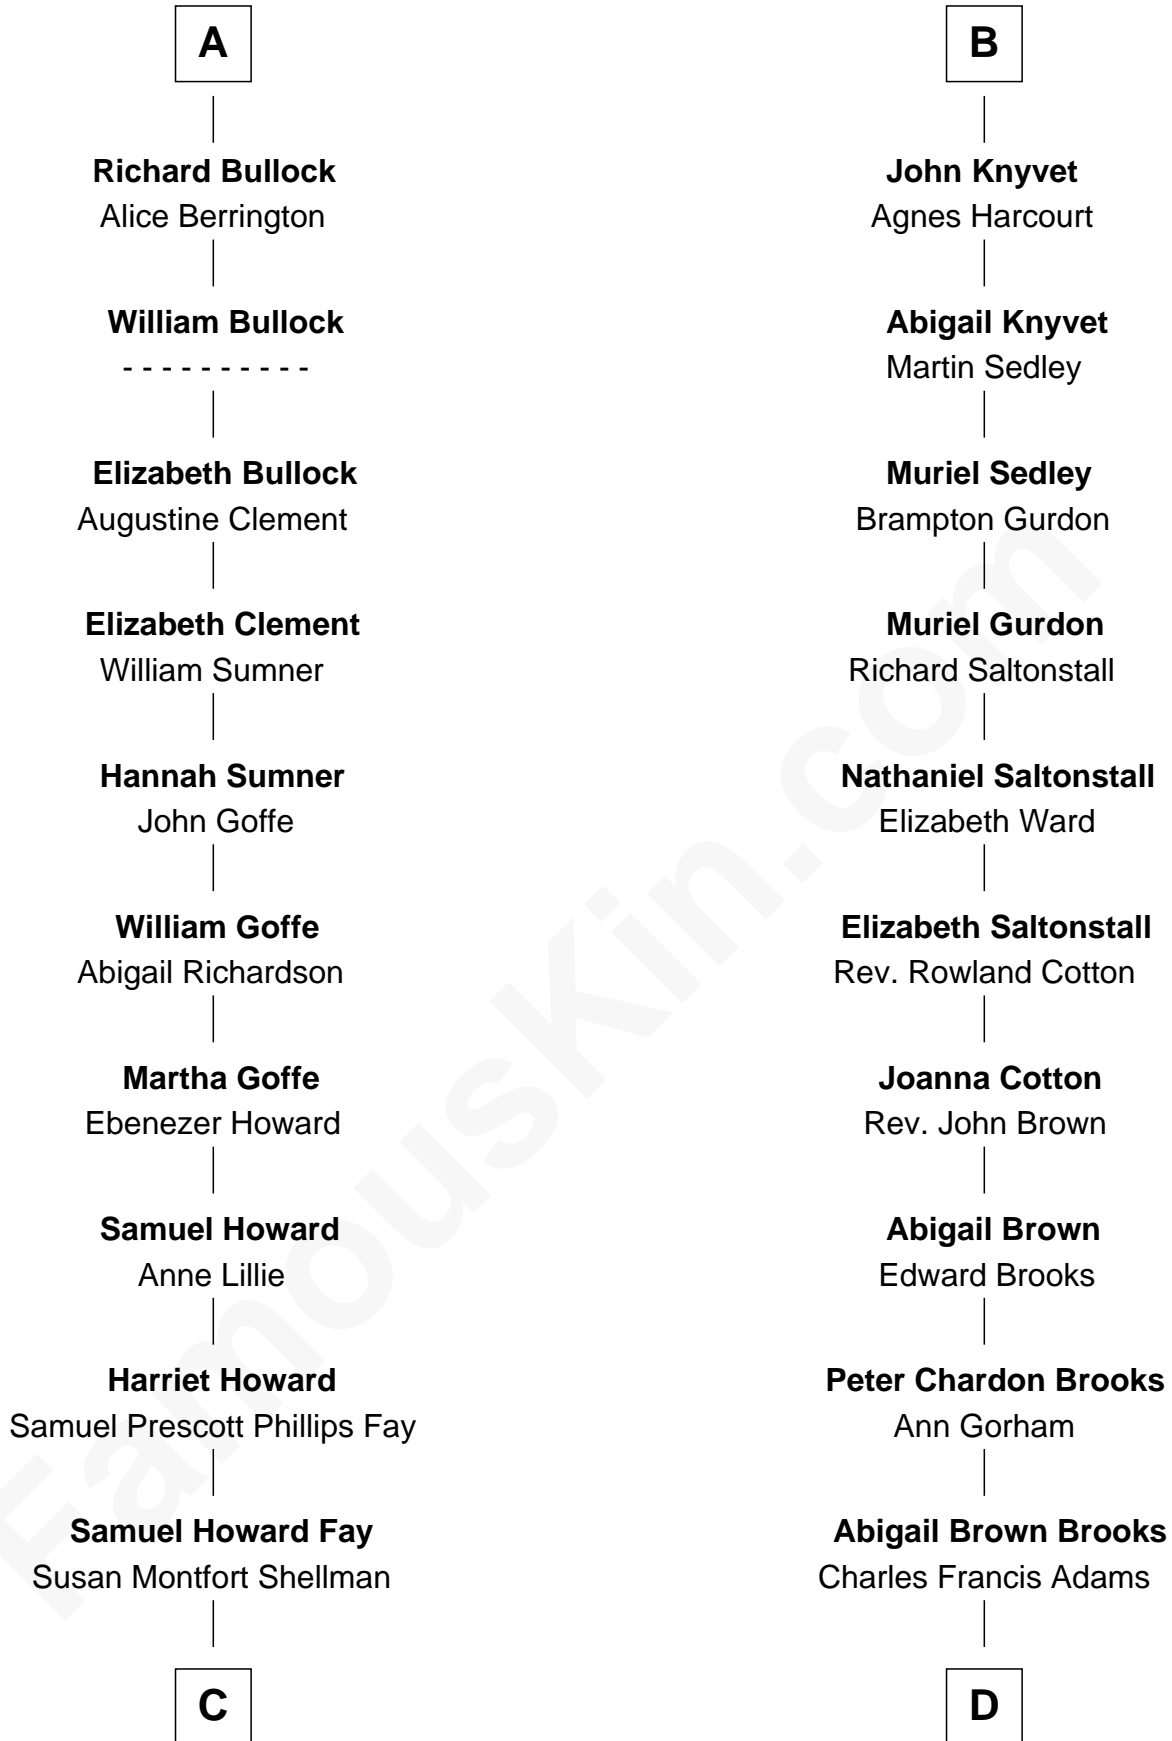 A
Richard Bullock
Alice Berrington
William Bullock
- - - - - - - - - -
Elizabeth Bullock
Augustine Clement
Elizabeth Clement
William Sumner
Hannah Sumner
John Goffe
William Goffe
Abigail Richardson
Martha Goffe
Ebenezer Howard
Samuel Howard
Anne Lillie
Harriet Howard
Samuel Prescott Phillips Fay
Samuel Howard Fay
Susan Montfort Shellman
C
B
John Knyvet
Agnes Harcourt
Abigail Knyvet
Martin Sedley
Muriel Sedley
Brampton Gurdon
Muriel Gurdon
Richard Saltonstall
Nathaniel Saltonstall
Elizabeth Ward
Elizabeth Saltonstall
Rev. Rowland Cotton
Joanna Cotton
Rev. John Brown
Abigail Brown
Edward Brooks
Peter Chardon Brooks
Ann Gorham
Abigail Brown Brooks
Charles Francis Adams
D
FamousKin.com